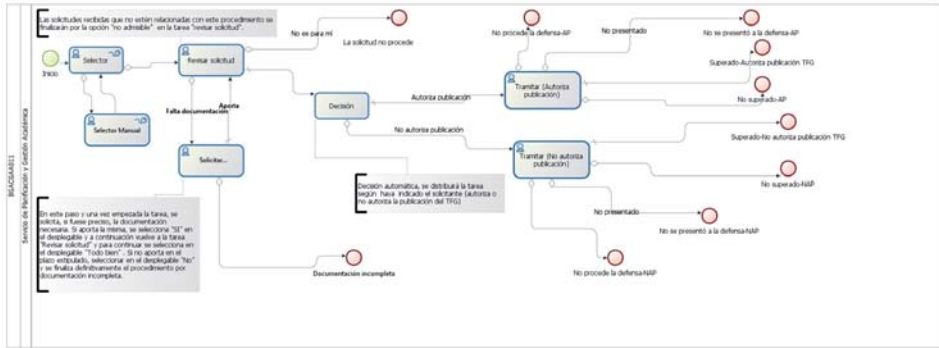 BGACGAA011
Servicio de Planificación y Gestión Académica
Las solicitudes recibidas que no estén relacionadas con este procedimiento se
finalizarán por la opción "no admisible" en la tarea "revisar solicitud".
Inicio
Selector
Selector Manual
Revisar solicitud
No es para mí
La solicitud no procede
Falta documentación
Aporte
Solicitar...
Decisión
Autoriza publicación
No autoriza publicación
Tramitar (Autoriza
publicación)
No procede la defensa-AP
No presentado
No se presentó a la defensa-AP
Superado-Autoriza publicación TFG
No superado-AP
Tramitar (No autoriza
publicación)
Superado-No autoriza publicación TFG
No superado-NAP
No presentado
No se presentó a la defensa-NAP
No procede la defensa-NAP
Decisión automática, se distribuirá la tarea
según haya indicado el solicitante (autoriza o
no autoriza la publicación del TFG)
En este paso y una vez empezada la tarea, se
solicita, si fuese preciso, la documentación
necesaria. Si aporta la misma, se selecciona "SI" en
el desplegable y a continuación vuelve a la tarea
"Revisar solicitud" y para continuar se selecciona en
el desplegable "Todo bien" . Si no aporta en el
plazo estipulado, seleccionar en el desplegable "No"
y se finaliza definitivamente el procedimiento por
documentación incompleta.
Documentación incompleta